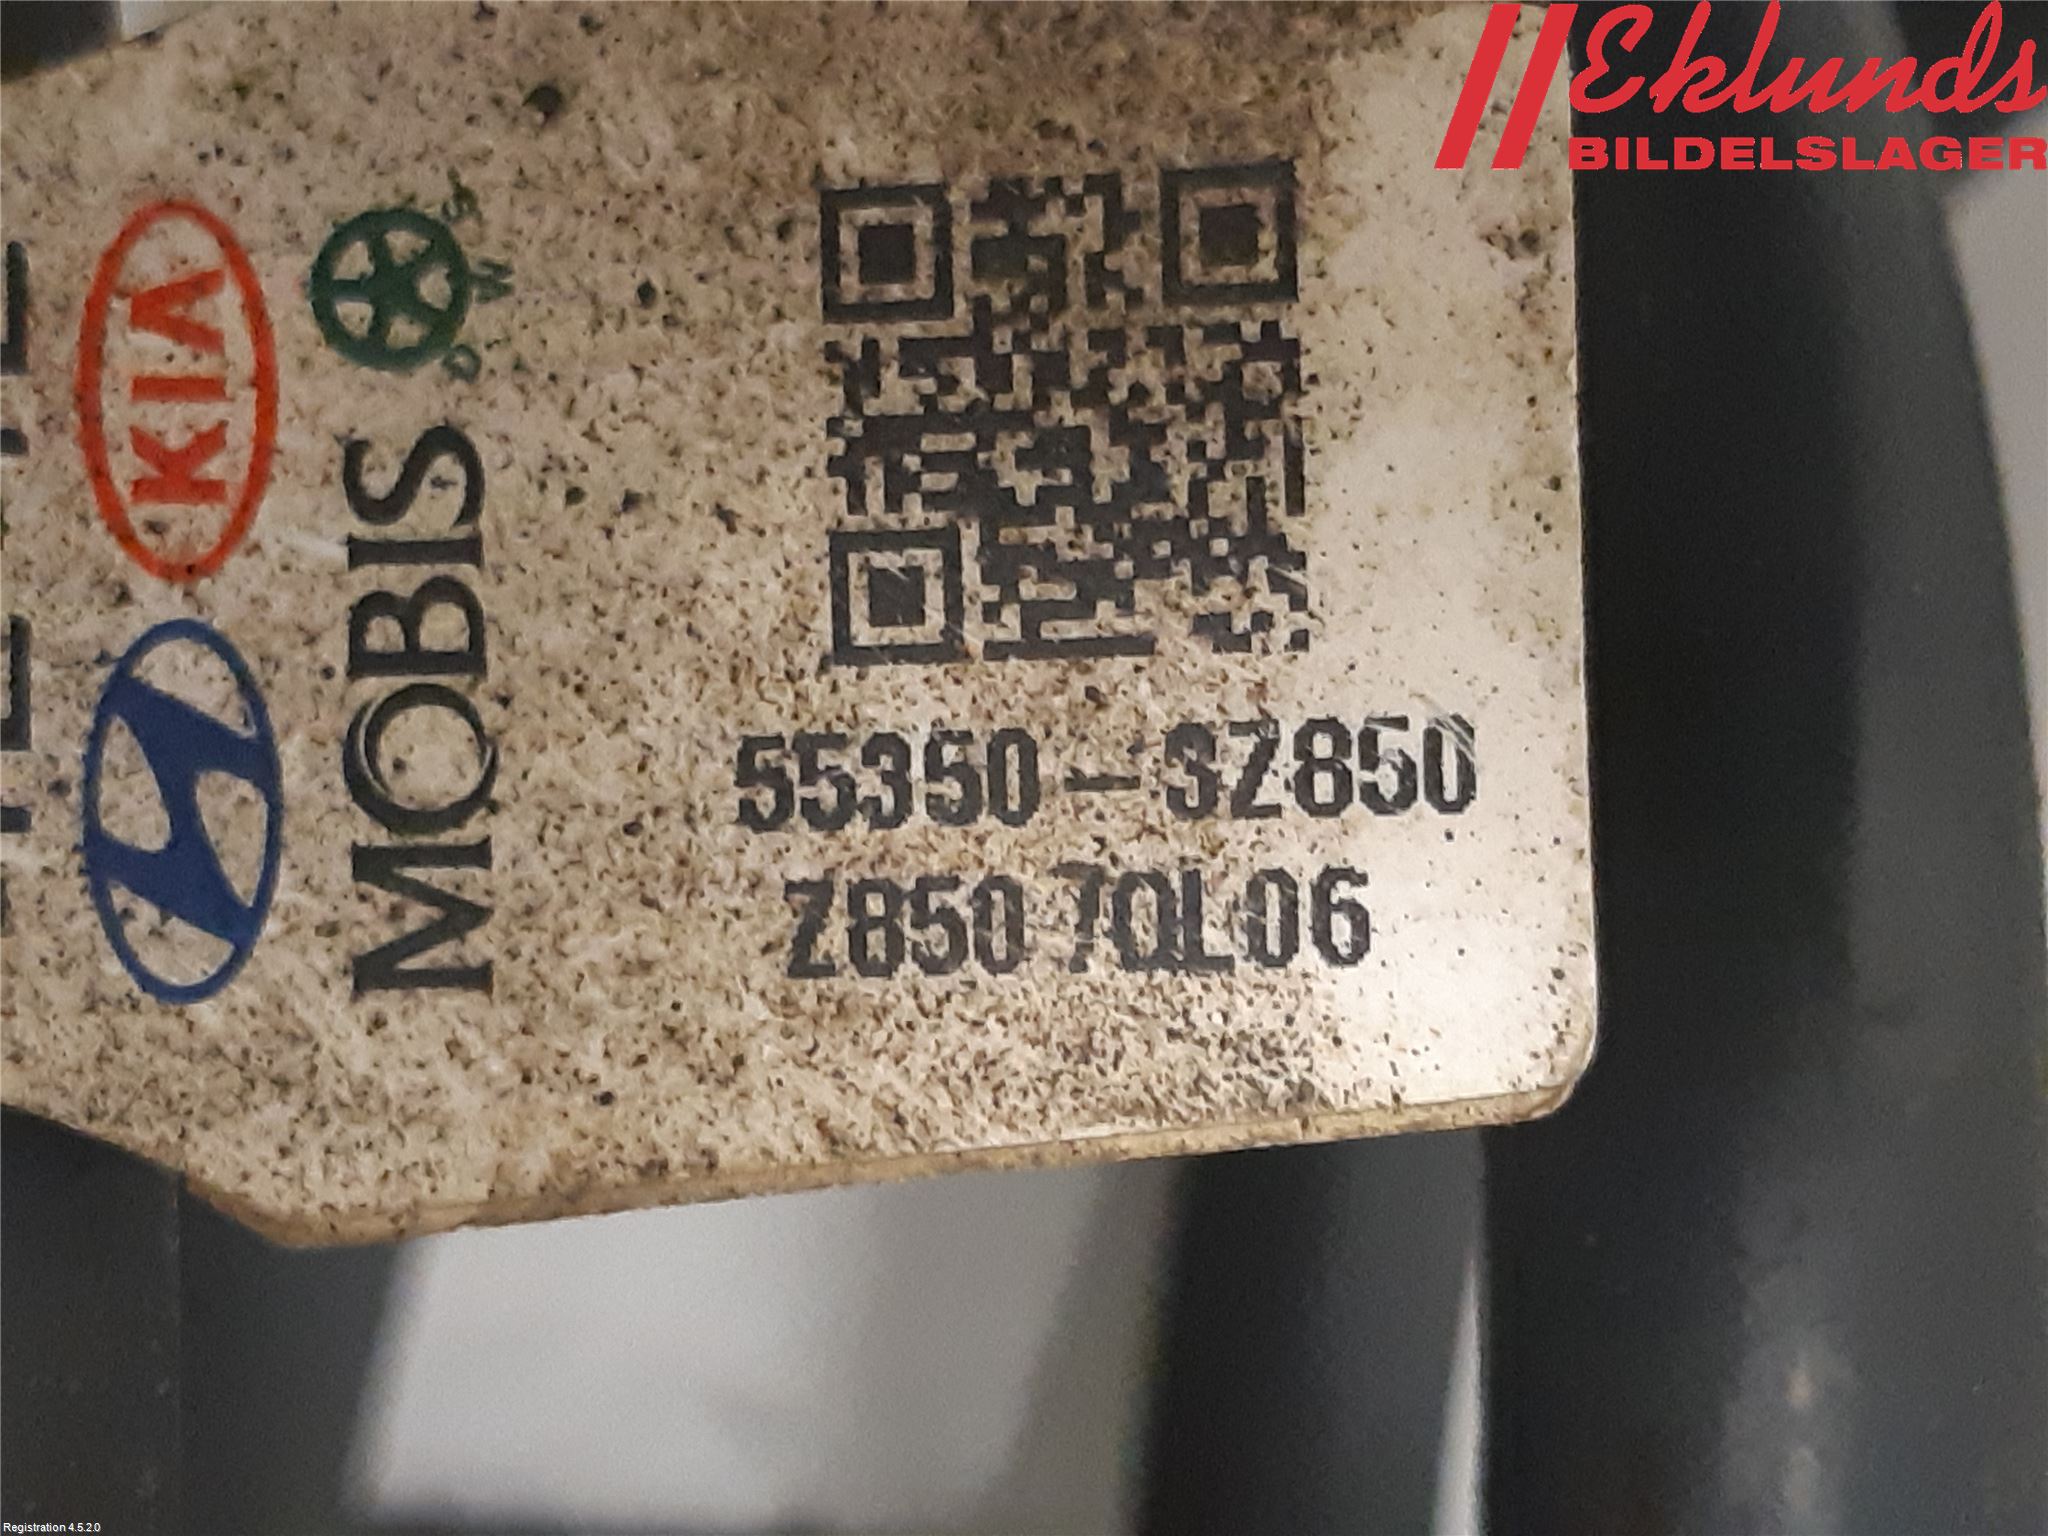 Eklunds
BILDELSLAGER
KIA
MOBIS
55350-3Z850
Z850 7QL06
Registration 4.5.2.0